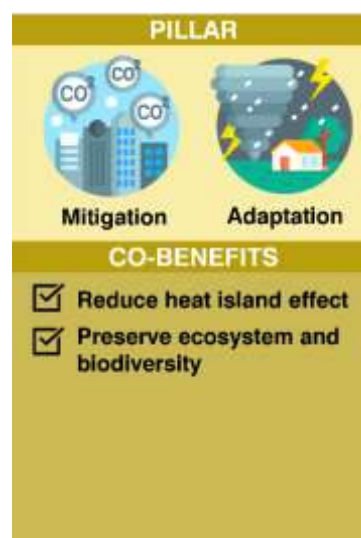 PILLAR
CO²
CO²
CO²
Mitigation
Adaptation
CO-BENEFITS
Reduce heat island effect
Preserve ecosystem and
biodiversity